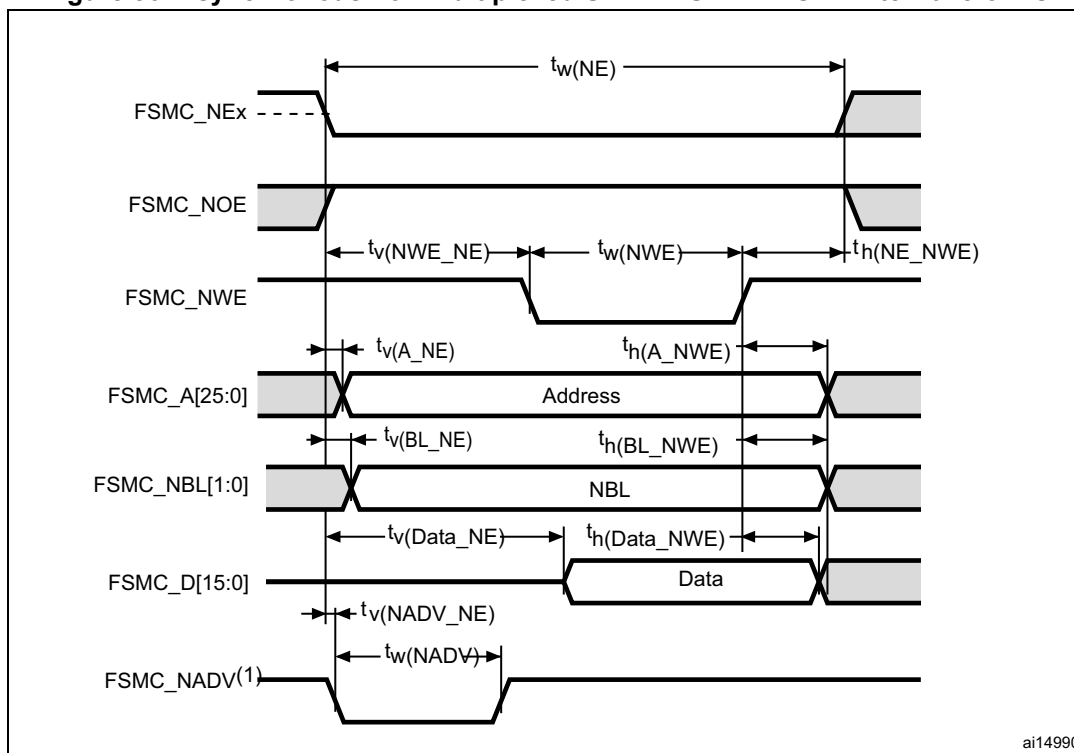 tw(NE)
FSMC_NEx
FSMC_NOE
tv(NWE_NE)
tw(NWE)
th(NE_NWE)
FSMC_NWE
tv(A_NE)
th(A_NWE)
FSMC_A[25:0]
Address
tv(BL_NE)
th(BL_NWE)
FSMC_NBL[1:0]
NBL
tv(Data_NE)
th(Data_NWE)
FSMC_D[15:0]
Data
tv(NADV_NE)
tw(NADV)
FSMC_NADV(1)
ai14990